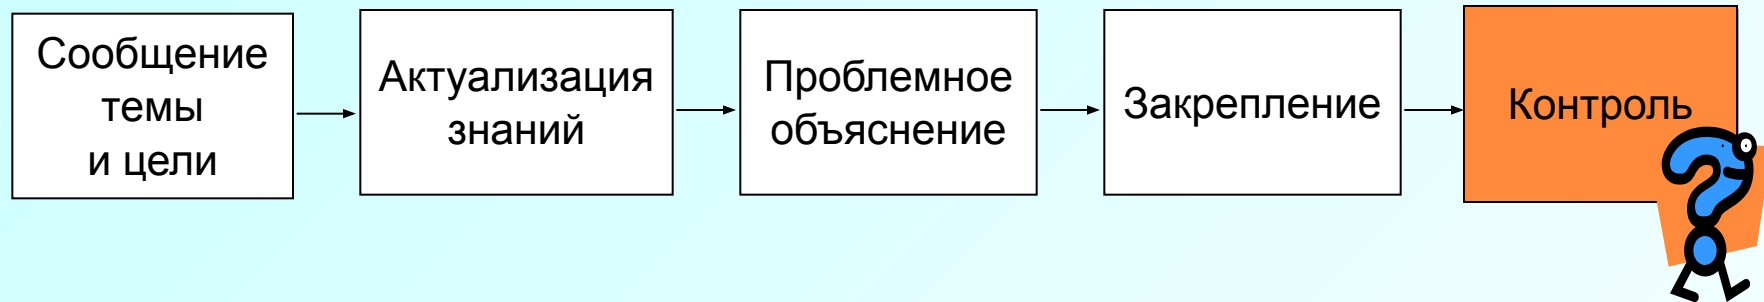 Сообщение
темы
и цели
Актуализация
знаний
Проблемное
объяснение
Закрепление
Контроль